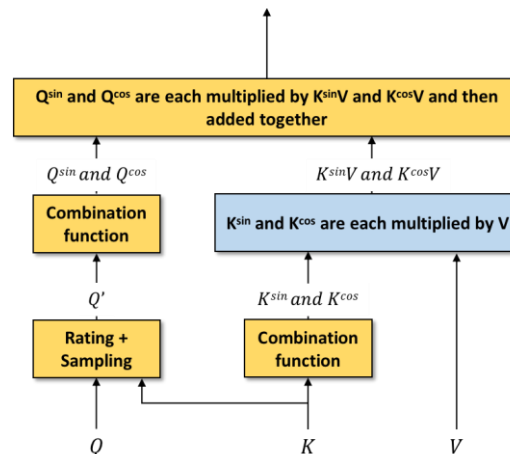 Qˢⁱⁿ and Qᶜᵒˢ are each multiplied by KˢⁱⁿV and KᶜᵒˢV and then
added together
Qˢⁱⁿ and Qᶜᵒˢ
KˢⁱⁿV and KᶜᵒˢV
Combination
function
Kˢⁱⁿ and Kᶜᵒˢ are each multiplied by V
Q'
Kˢⁱⁿ and Kᶜᵒˢ
Rating +
Sampling
Combination
function
Q
K
V